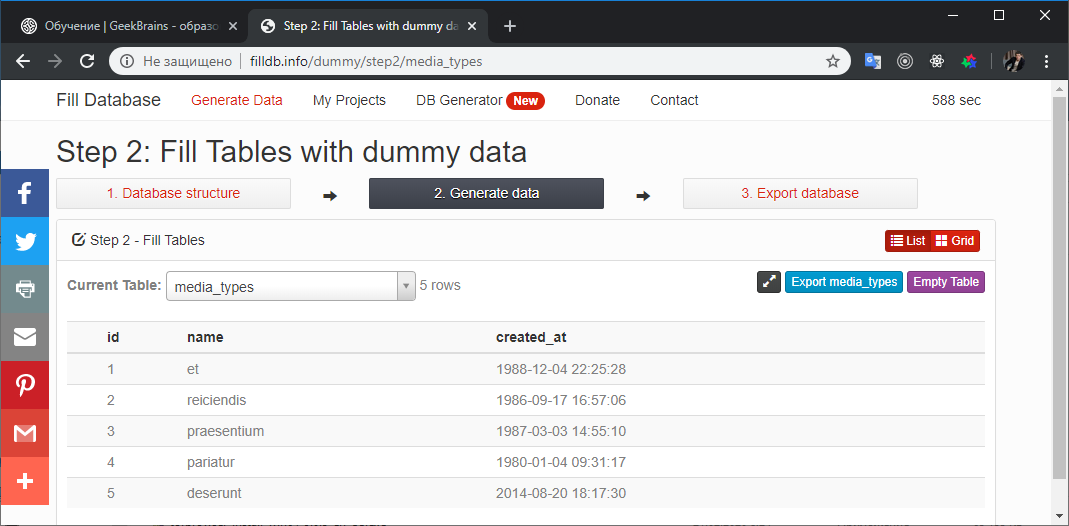 Обучение | GeekBrains - образо
Step 2: Fill Tables with dummy da
Не защищено
filldb.info/dummy/step2/media_types
Fill Database Generate Data My Projects DB Generator New Donate Contact 588 sec
Step 2: Fill Tables with dummy data
1. Database structure 2. Generate data 3. Export database
Step 2 - Fill Tables List Grid
Current Table: media_types 5 rows Export media_types Empty Table
id name created_at
1 et 1988-12-04 22:25:28
2 reiciendis 1986-09-17 16:57:06
3 praesentium 1987-03-03 14:55:10
4 pariatur 1980-01-04 09:31:17
5 deserunt 2014-08-20 18:17:30